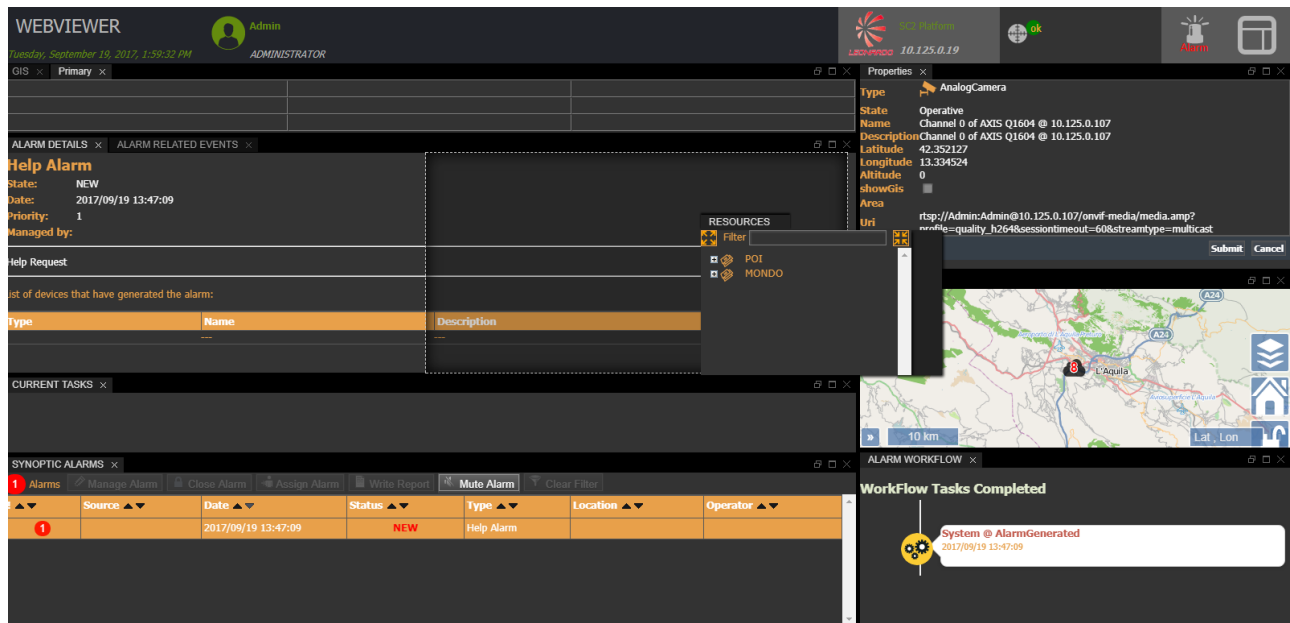 WEBVIEWER
Admin
Tuesday, September 19, 2017, 1:59:32 PM
ADMINISTRATOR
SC2 Platform
LEONARDO 10.125.0.19
ok
Alarm
GIS × Primary ×
ALARM DETAILS × ALARM RELATED EVENTS ×
Help Alarm
State: NEW
Date: 2017/09/19 13:47:09
Priority: 1
Managed by:
Help Request
List of devices that have generated the alarm:
Type Name Description
--- ---
RESOURCES
Filter
POI
MONDO
CURRENT TASKS ×
SYNOPTIC ALARMS ×
1 Alarms Manage Alarm Close Alarm Assign Alarm Write Report Mute Alarm Clear Filter
Source Date Status Type Location Operator
1 2017/09/19 13:47:09 NEW Help Alarm
Properties ×
Type AnalogCamera
State Operative
Name Channel 0 of AXIS Q1604 @ 10.125.0.107
Description Channel 0 of AXIS Q1604 @ 10.125.0.107
Latitude 42.352127
Longitude 13.334524
Altitude 0
showGis
Area
Uri rtsp://Admin:Admin@10.125.0.107/onvif-media/media.amp?
profile=quality_h264&sessiontimeout=60&streamtype=multicast
Submit Cancel
A24
A24
8
L'Aquila
» 10 km
Lat , Lon
ALARM WORKFLOW ×
WorkFlow Tasks Completed
System @ AlarmGenerated
2017/09/19 13:47:09